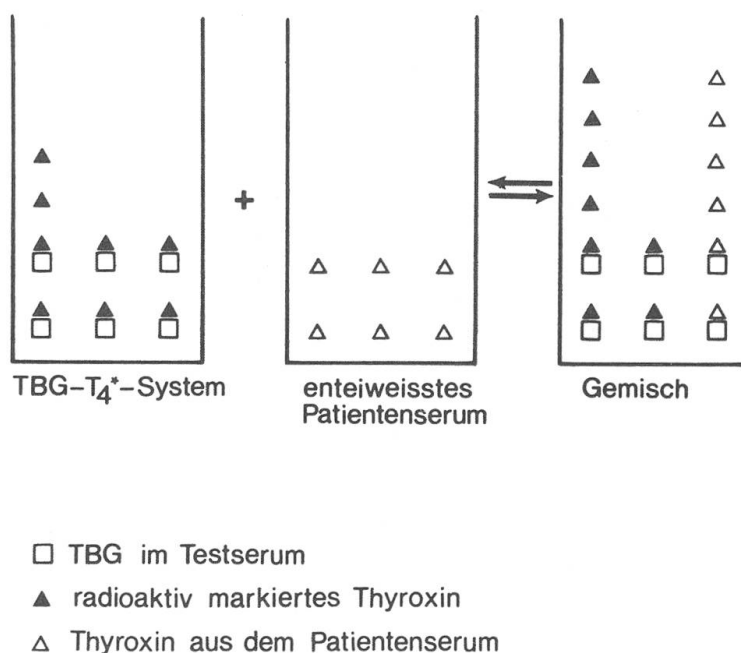 +
TBG-T4*-System
enteiweisstes
Patientenserum
Gemisch
□ TBG im Testserum
▲ radioaktiv markiertes Thyroxin
△ Thyroxin aus dem Patientenserum